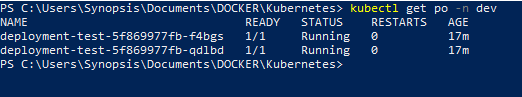 PS C:\Users\Synopsis\Documents\DOCKER\Kubernetes> kubectl get po -n dev
NAME READY STATUS RESTARTS AGE
deployment-test-5f869977fb-f4bgs 1/1 Running 0 17m
deployment-test-5f869977fb-qdlbd 1/1 Running 0 17m
PS C:\Users\Synopsis\Documents\DOCKER\Kubernetes>